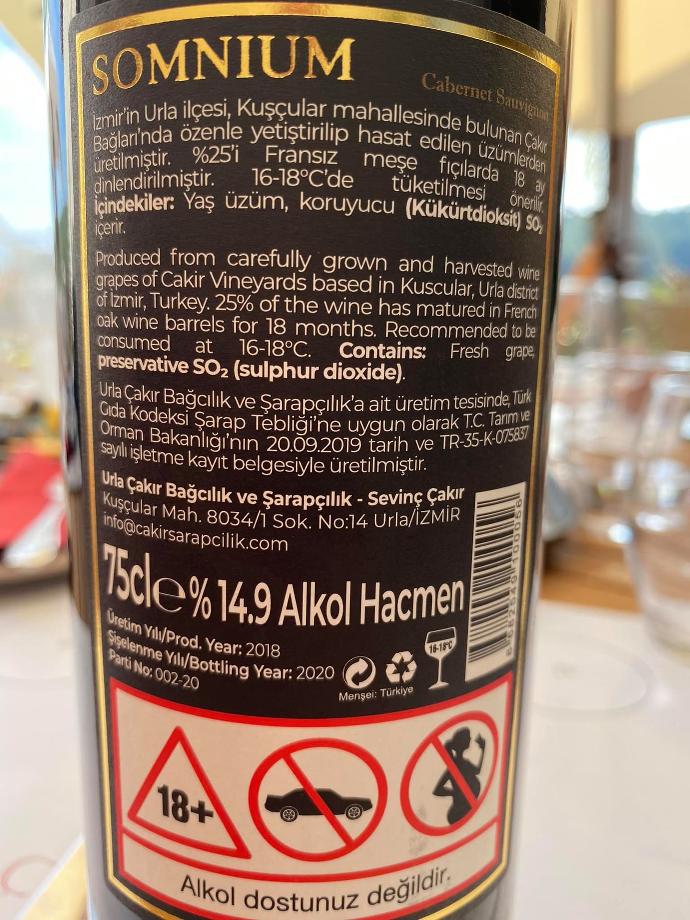 SOMNIUM
Cabernet Sauvignon
İzmir'in Urla ilçesi, Kuşçular mahallesinde bulunan Çakır
Bağları'nda özenle yetiştirilip hasat edilen üzümlerden
üretilmiştir. %25'i Fransız meşe fıçılarda 18 ay
dinlendirilmiştir. 16-18°C'de tüketilmesi önerilir.
İçindekiler: Yaş üzüm, koruyucu (Kükürtdioksit) SO₂
içerir.
Produced from carefully grown and harvested wine
grapes of Cakir Vineyards based in Kuscular, Urla district
of Izmir, Turkey. 25% of the wine has matured in French
oak wine barrels for 18 months. Recommended to be
consumed at 16-18°C. Contains: Fresh grape,
preservative SO₂ (sulphur dioxide).
Urla Çakır Bağcılık ve Şarapçılık'a ait üretim tesisinde, Türk
Gıda Kodeksi Şarap Tebliği'ne uygun olarak T.C. Tarım ve
Orman Bakanlığı'nın 20.09.2019 tarih ve TR-35-K-075837
sayılı işletme kayıt belgesiyle üretilmiştir.
Urla Çakır Bağcılık ve Şarapçılık - Sevinç Çakır
Kuşçular Mah. 8034/1 Sok. No:14 Urla/İZMİR
info@cakirsarapcilik.com
75cl℮ % 14.9 Alkol Hacmen
Üretim Yılı/Prod. Year: 2018
Şişelenme Yılı/Bottling Year: 2020
Parti No: 002-20
16-18°C
Menşei: Türkiye
18+
Alkol dostunuz değildir.